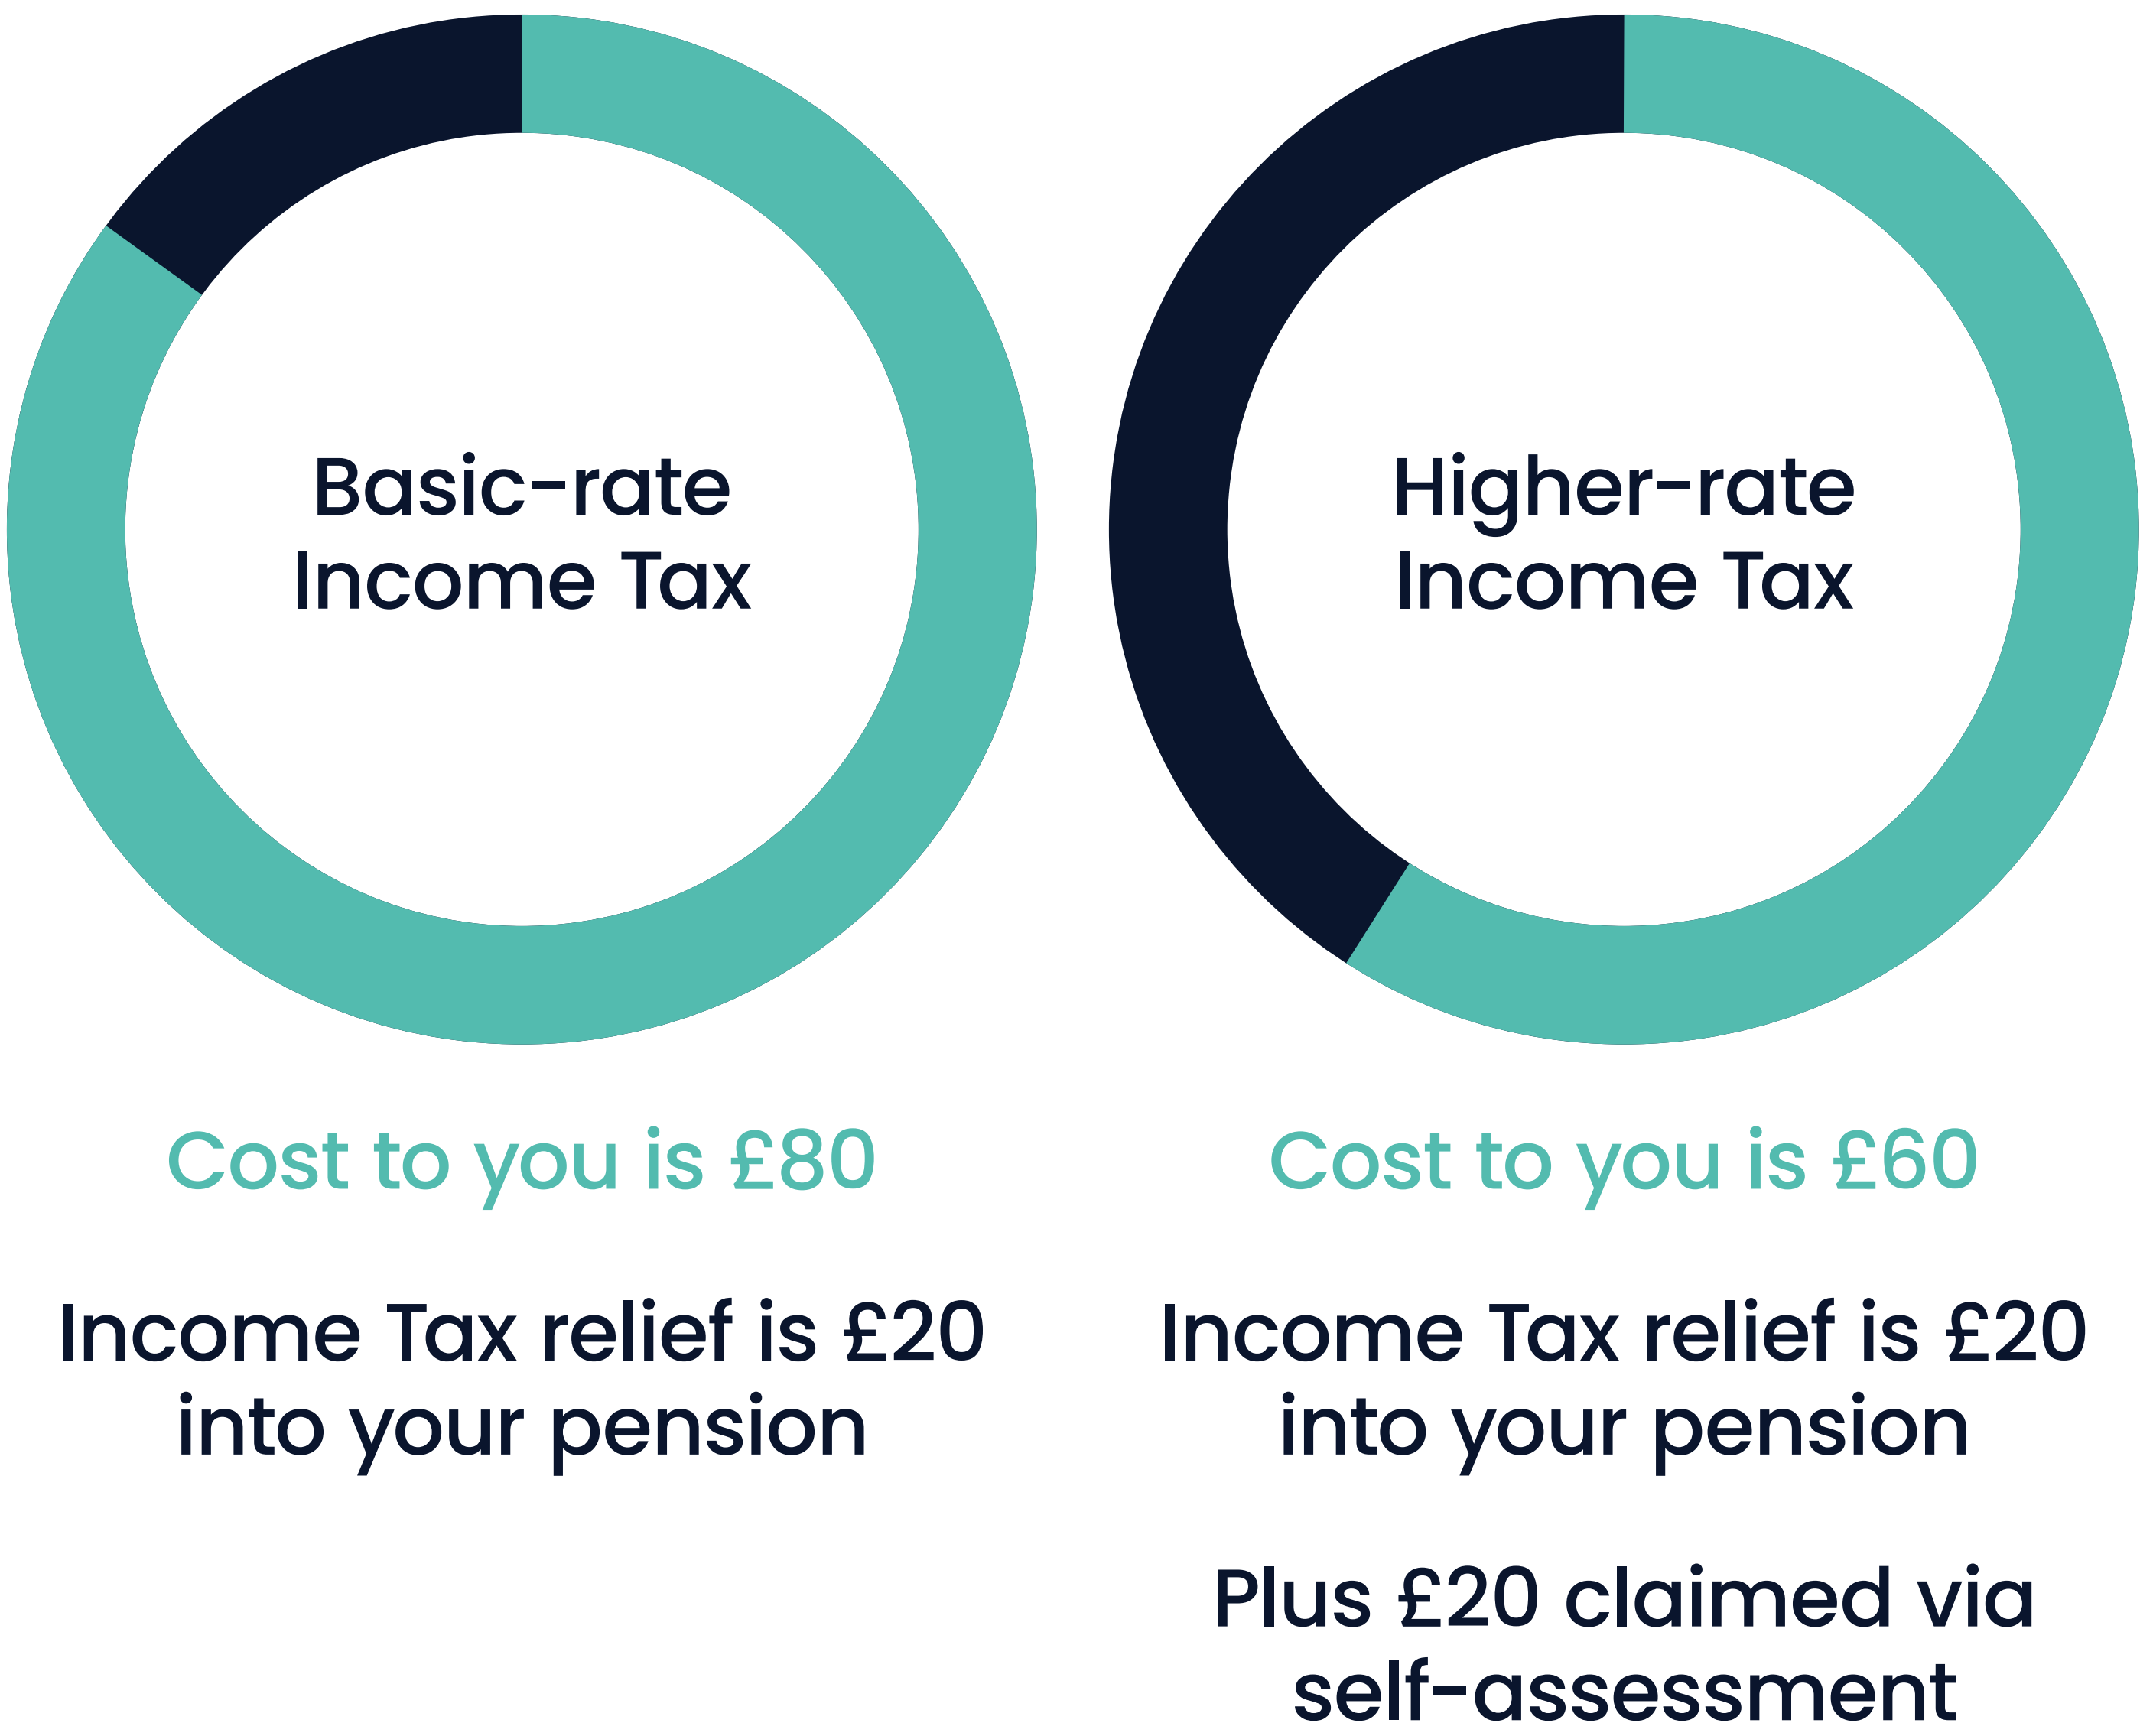 Basic-rate
Income Tax
Cost to you is £80
Income Tax relief is £20
into your pension
Higher-rate
Income Tax
Cost to you is £60
Income Tax relief is £20
into your pension
Plus £20 claimed via
self-assessment